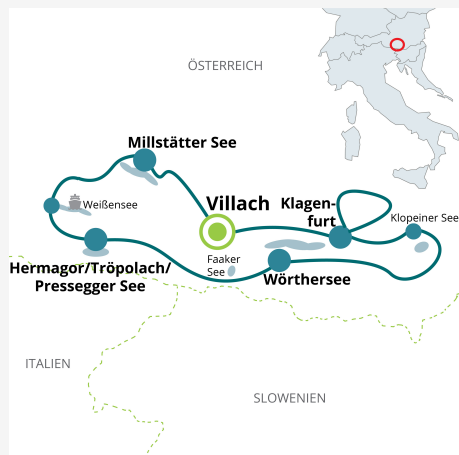 ÖSTERREICH
Millstätter See
Weißensee
Villach
Klagen-
furt
Klopeiner See
Faaker
See
Hermagor/Tröpolach/
Pressegger See
Wörthersee
ITALIEN
SLOWENIEN